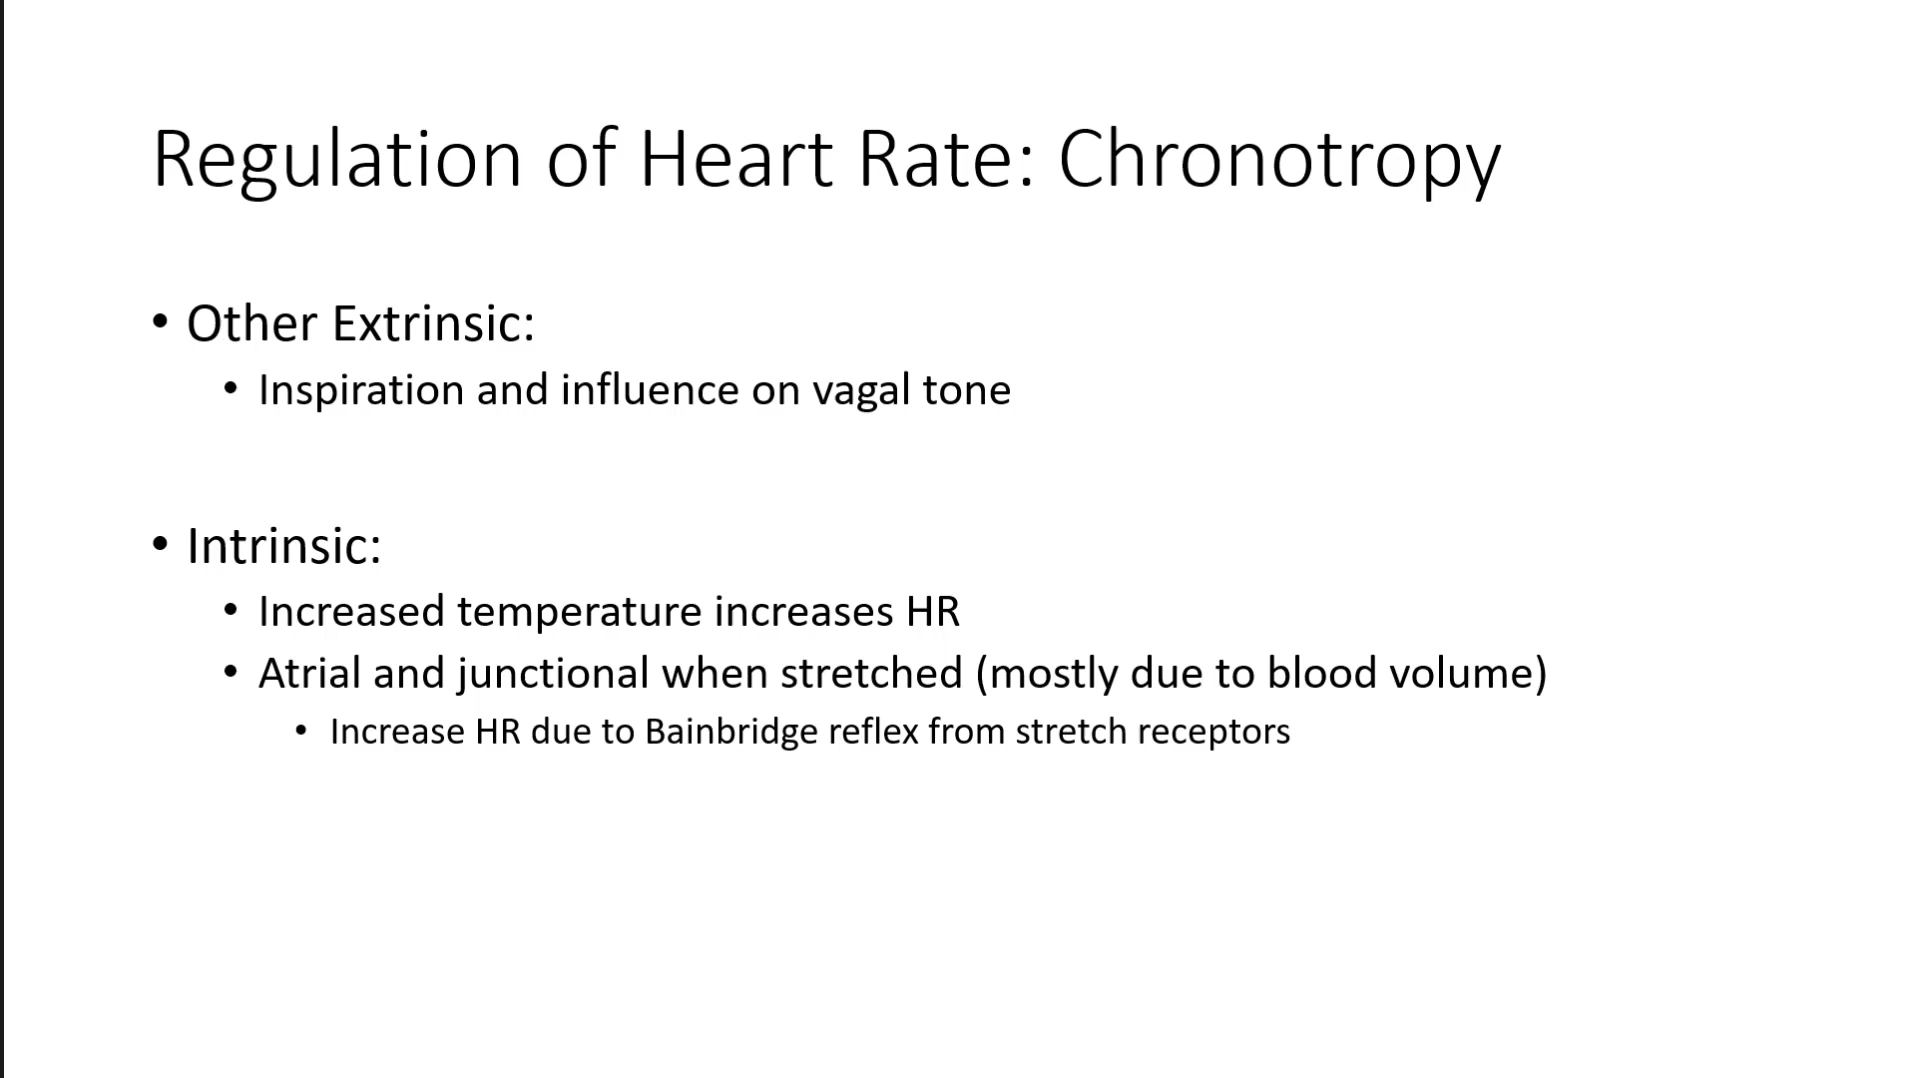 Regulation of Heart Rate: Chronotropy
• Other Extrinsic:
• Inspiration and influence on vagal tone
• Intrinsic:
• Increased temperature increases HR
• Atrial and junctional when stretched (mostly due to blood volume)
• Increase HR due to Bainbridge reflex from stretch receptors